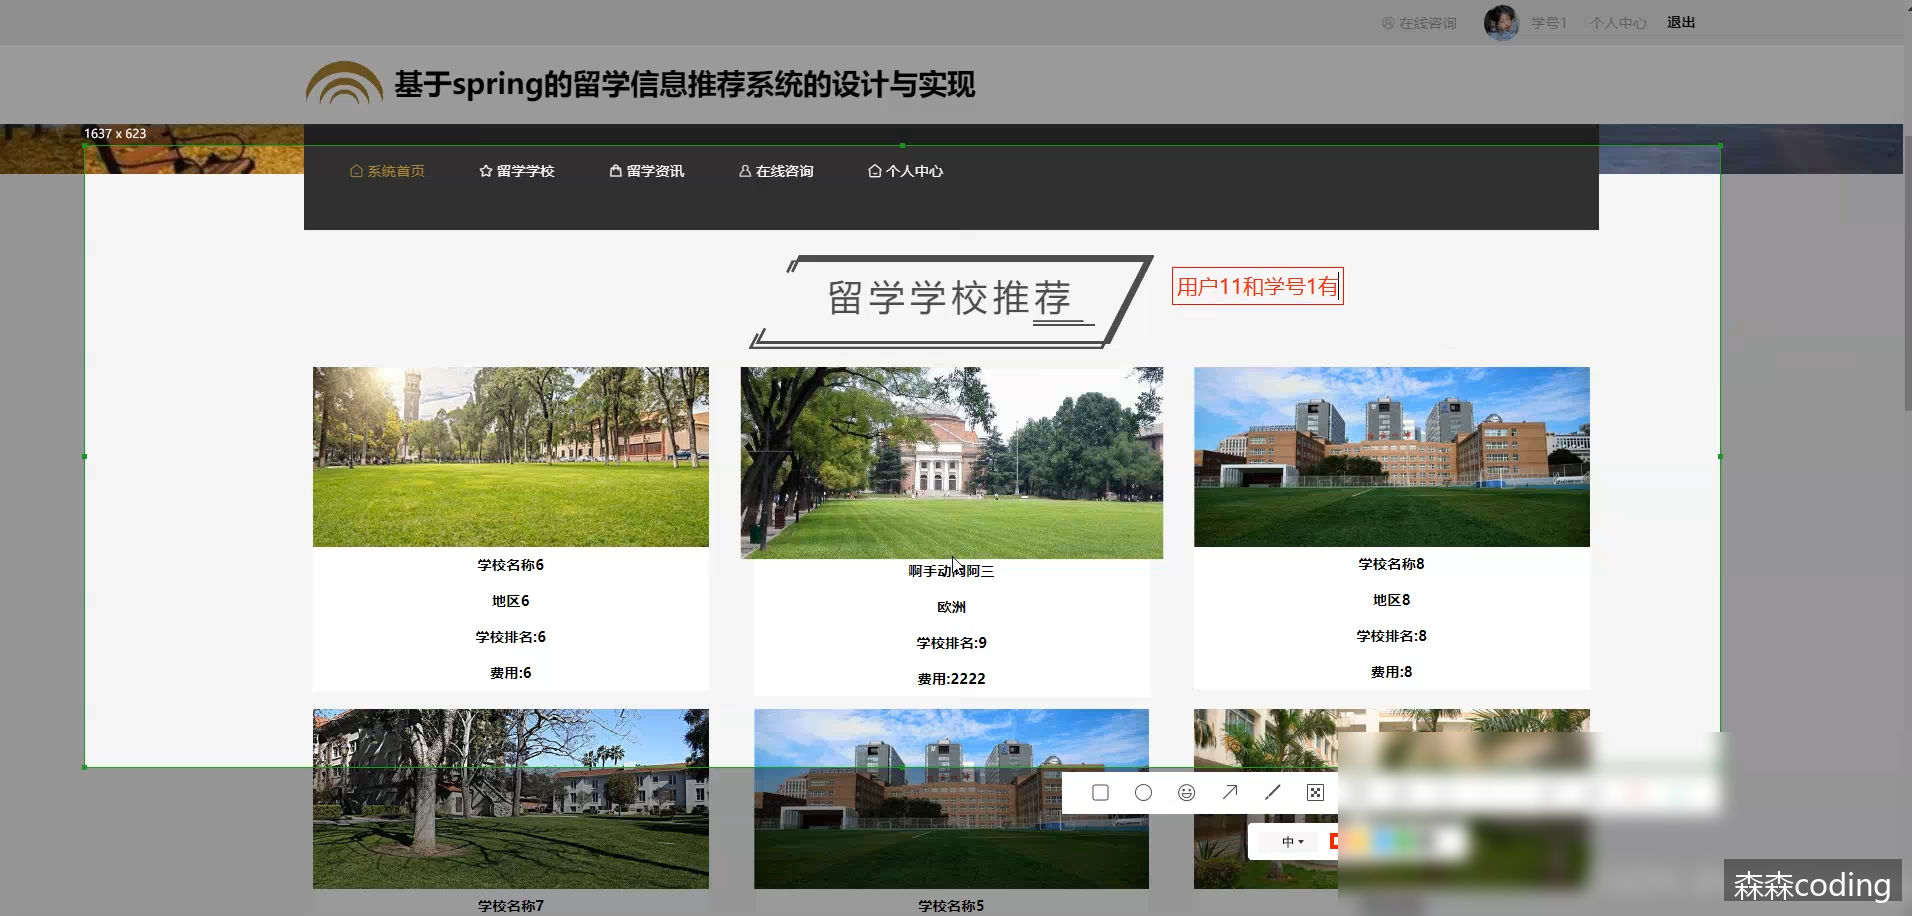 在线咨询 学号1 个人中心 退出
基于spring的留学信息推荐系统的设计与实现
1637 x 623
系统首页 留学学校 留学资讯 在线咨询 个人中心
留学学校推荐
用户11和学号1有
学校名称6
地区6
学校排名:6
费用:6
欧洲
学校排名:9
费用:2222
学校名称8
地区8
学校排名:8
费用:8
中
学校名称7
学校名称5
森森coding